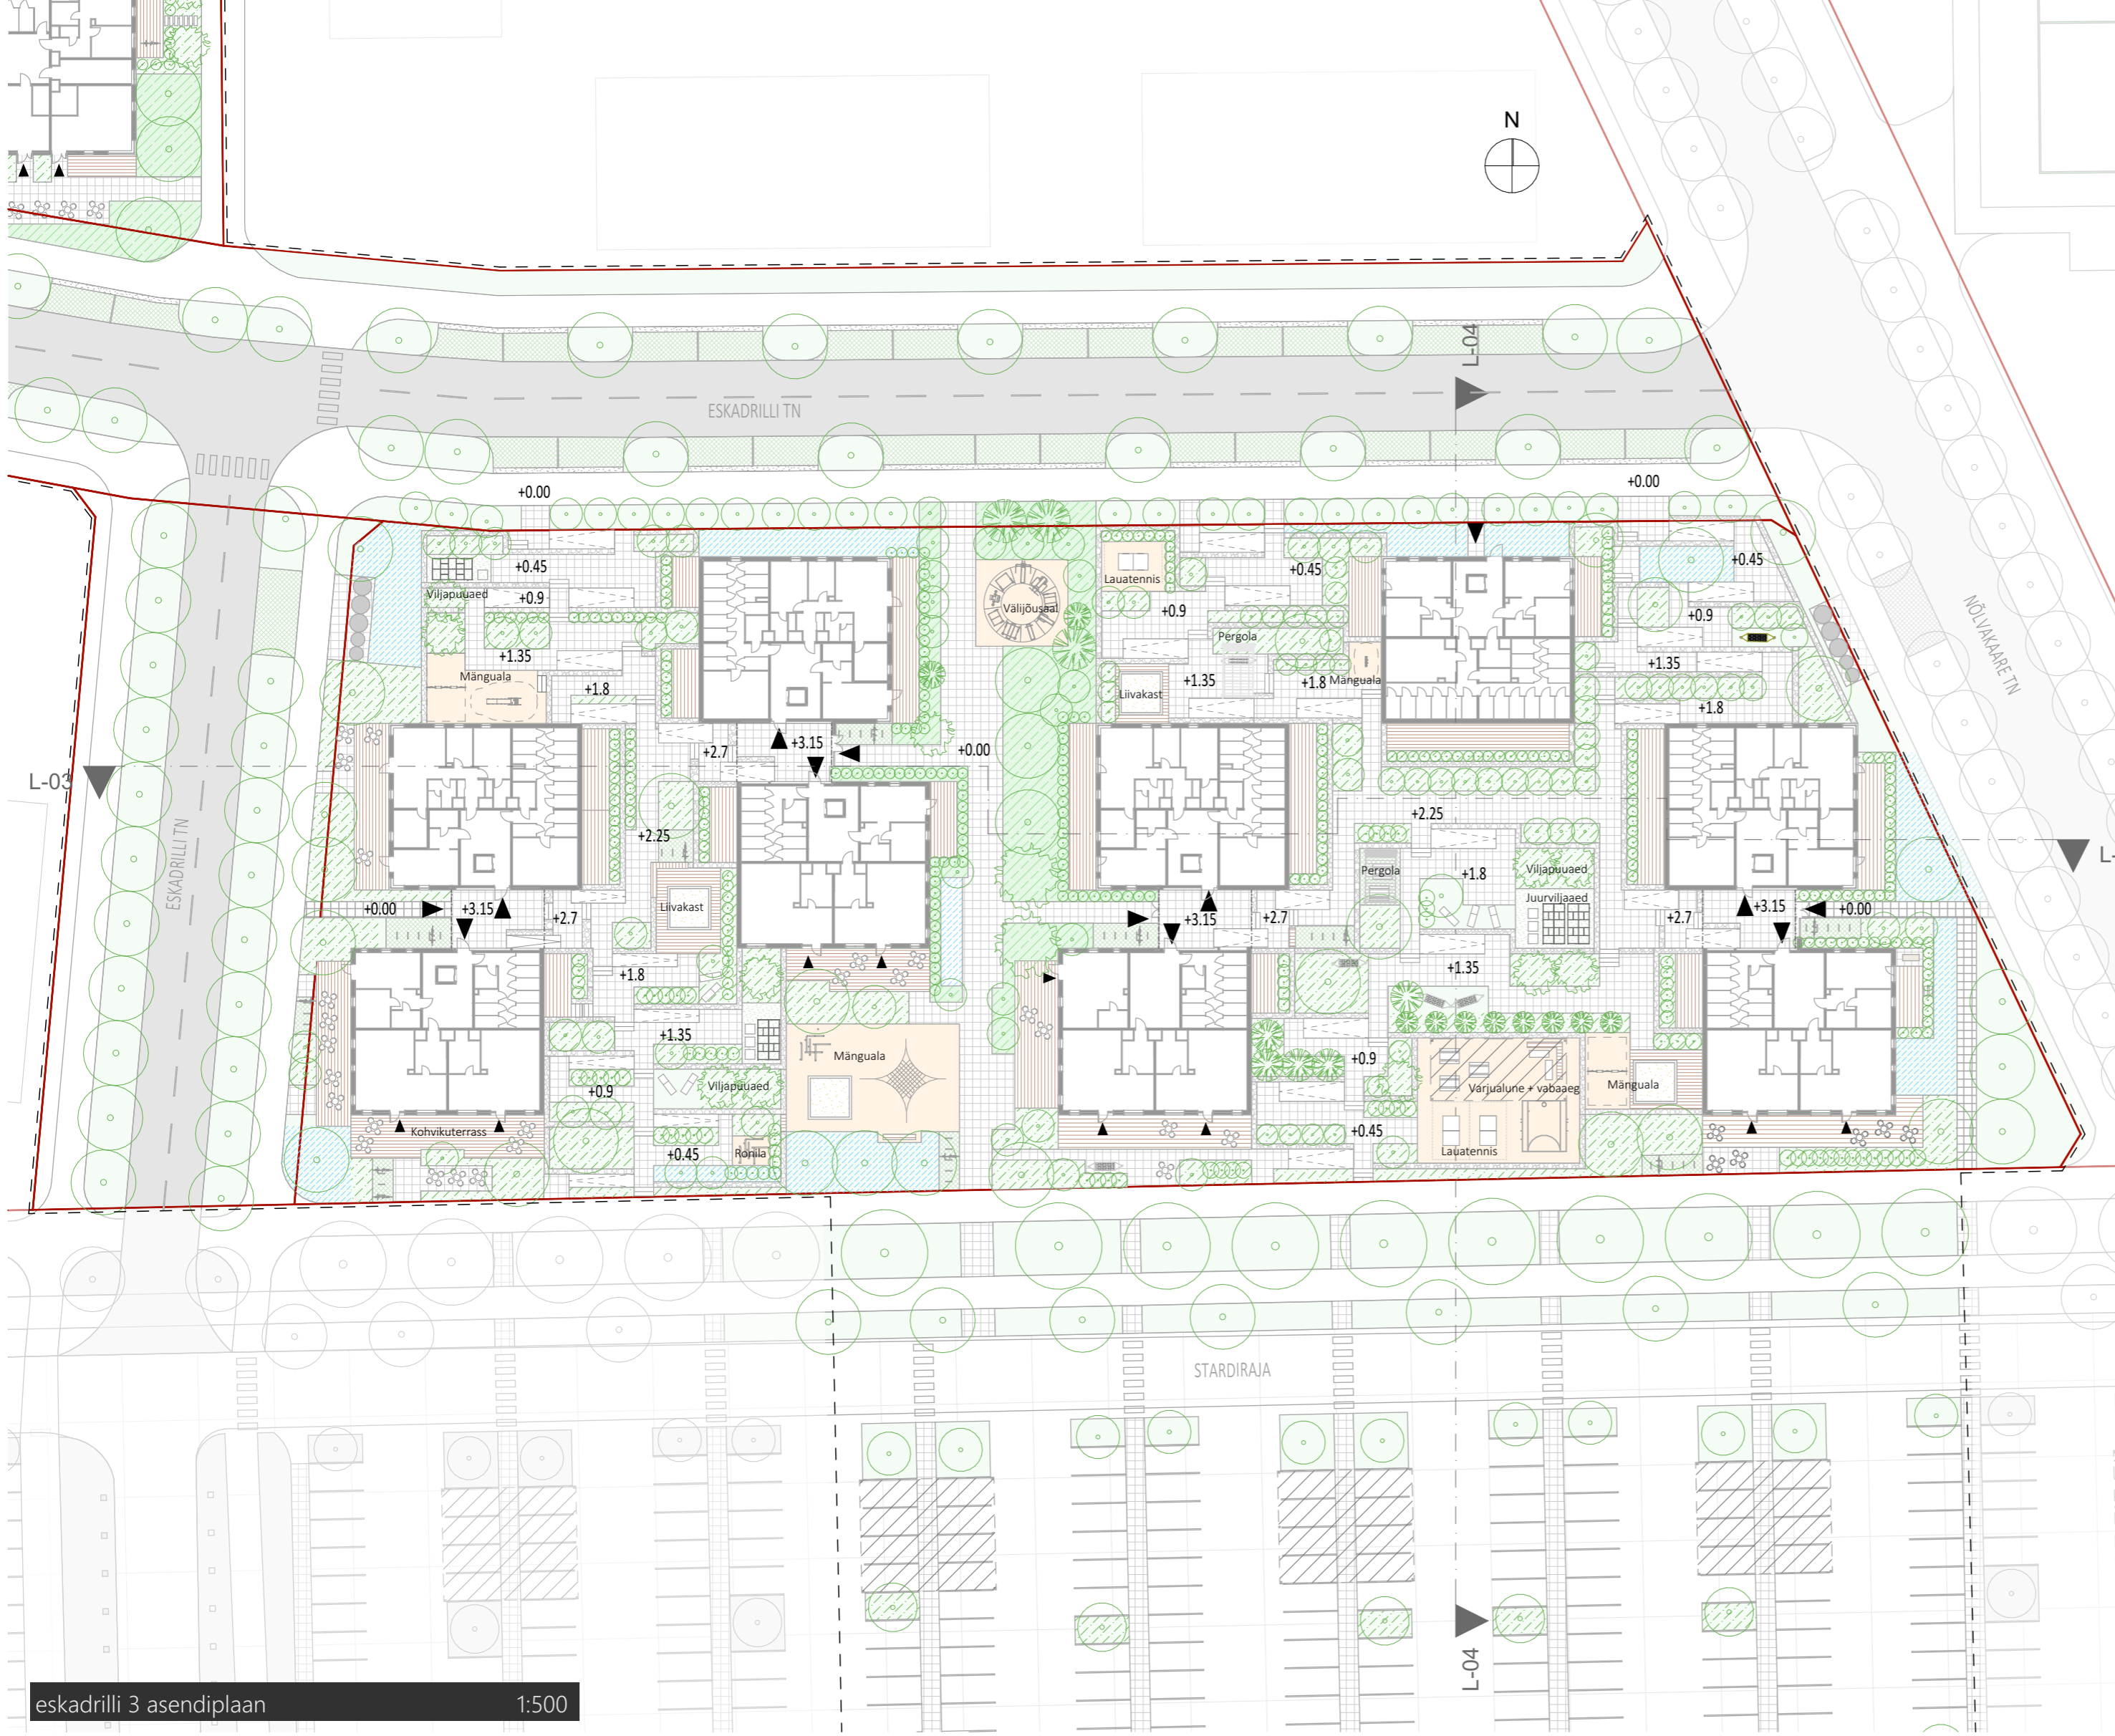 N
L-04
ESKADRILLI TN
+0.00
+0.00
+0.45
+0.45
+0.45
Lauatennis
Viljapuuaed
+0.9
Välijõusaal
+0.9
+0.9
NÕLVAKAARE TN
Pergola
+1.35
+1.35
Mänguala
+1.35
+1.8
Mänguala
+1.8
Liivakast
+1.8
+2.7
+3.15
+0.00
L-03
+2.25
+2.25
ESKADRILLI TN
L-
Pergola
+1.8
Viljapuuaed
Juurviljaaed
Liivakast
+0.00
+3.15
+2.7
+3.15
+2.7
+2.7
+3.15
+0.00
+1.8
+1.35
+1.35
Mänguala
+0.9
Viljapuuaed
+0.9
Varjualune + vabaaeg
Mänguala
Kohvikuterrass
+0.45
Ronila
+0.45
Lauatennis
STARDIRAJA
L-04
eskadrilli 3 asendiplaan
1:500